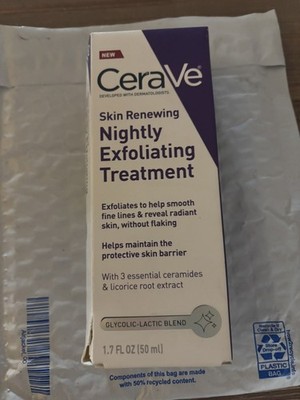 NEW
CeraVe
DEVELOPED WITH DERMATOLOGISTS
Skin Renewing
Nightly
Exfoliating
Treatment
Exfoliates to help smooth
fine lines & reveal radiant
skin, without flaking
Helps maintain the
protective skin barrier
With 3 essential ceramides
& licorice root extract
GLYCOLIC-LACTIC BLEND
1.7 FL OZ (50 ml)
PLASTIC
BAG
Components of this bag are made
with 50% recycled content.